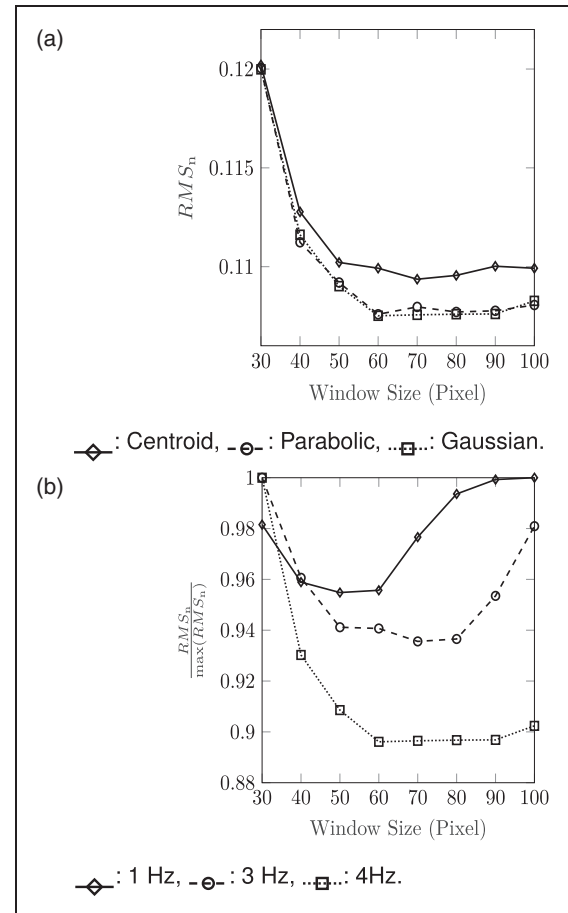 (a)
0.12
0.115
0.11
RMS_n
30 40 50 60 70 80 90 100
Window Size (Pixel)
: Centroid, : Parabolic, : Gaussian.
(b)
1
0.98
0.96
0.94
0.92
0.9
0.88
RMS_n
max(RMS_n)
30 40 50 60 70 80 90 100
Window Size (Pixel)
: 1 Hz, : 3 Hz, : 4Hz.